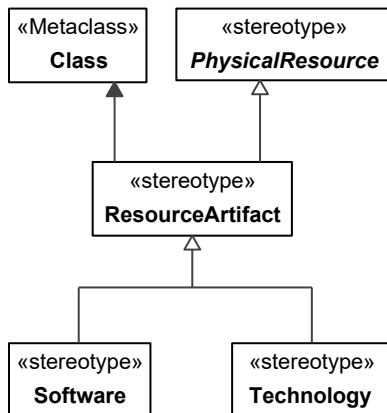 «Metaclass»
Class
«stereotype»
PhysicalResource
«stereotype»
ResourceArtifact
«stereotype»
Software
«stereotype»
Technology